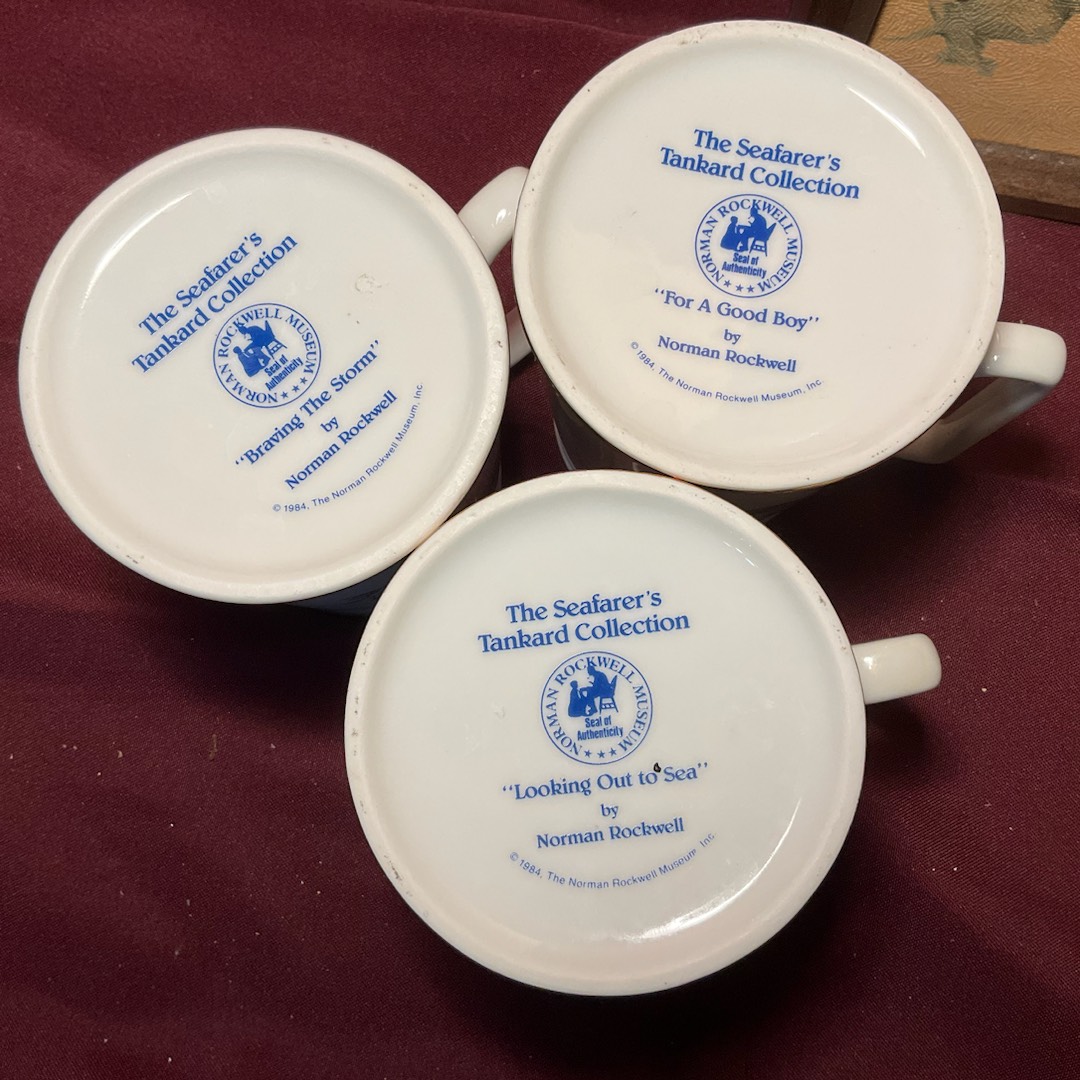 The Seafarer's
Tankard Collection
NORMAN ROCKWELL MUSEUM
Seal of
Authenticity
"Braving The Storm"
by
Norman Rockwell
© 1984, The Norman Rockwell Museum, Inc.
The Seafarer's
Tankard Collection
NORMAN ROCKWELL MUSEUM
Seal of
Authenticity
"For A Good Boy"
by
Norman Rockwell
© 1984, The Norman Rockwell Museum, Inc.
The Seafarer's
Tankard Collection
NORMAN ROCKWELL MUSEUM
Seal of
Authenticity
"Looking Out to Sea"
by
Norman Rockwell
© 1984, The Norman Rockwell Museum, Inc.